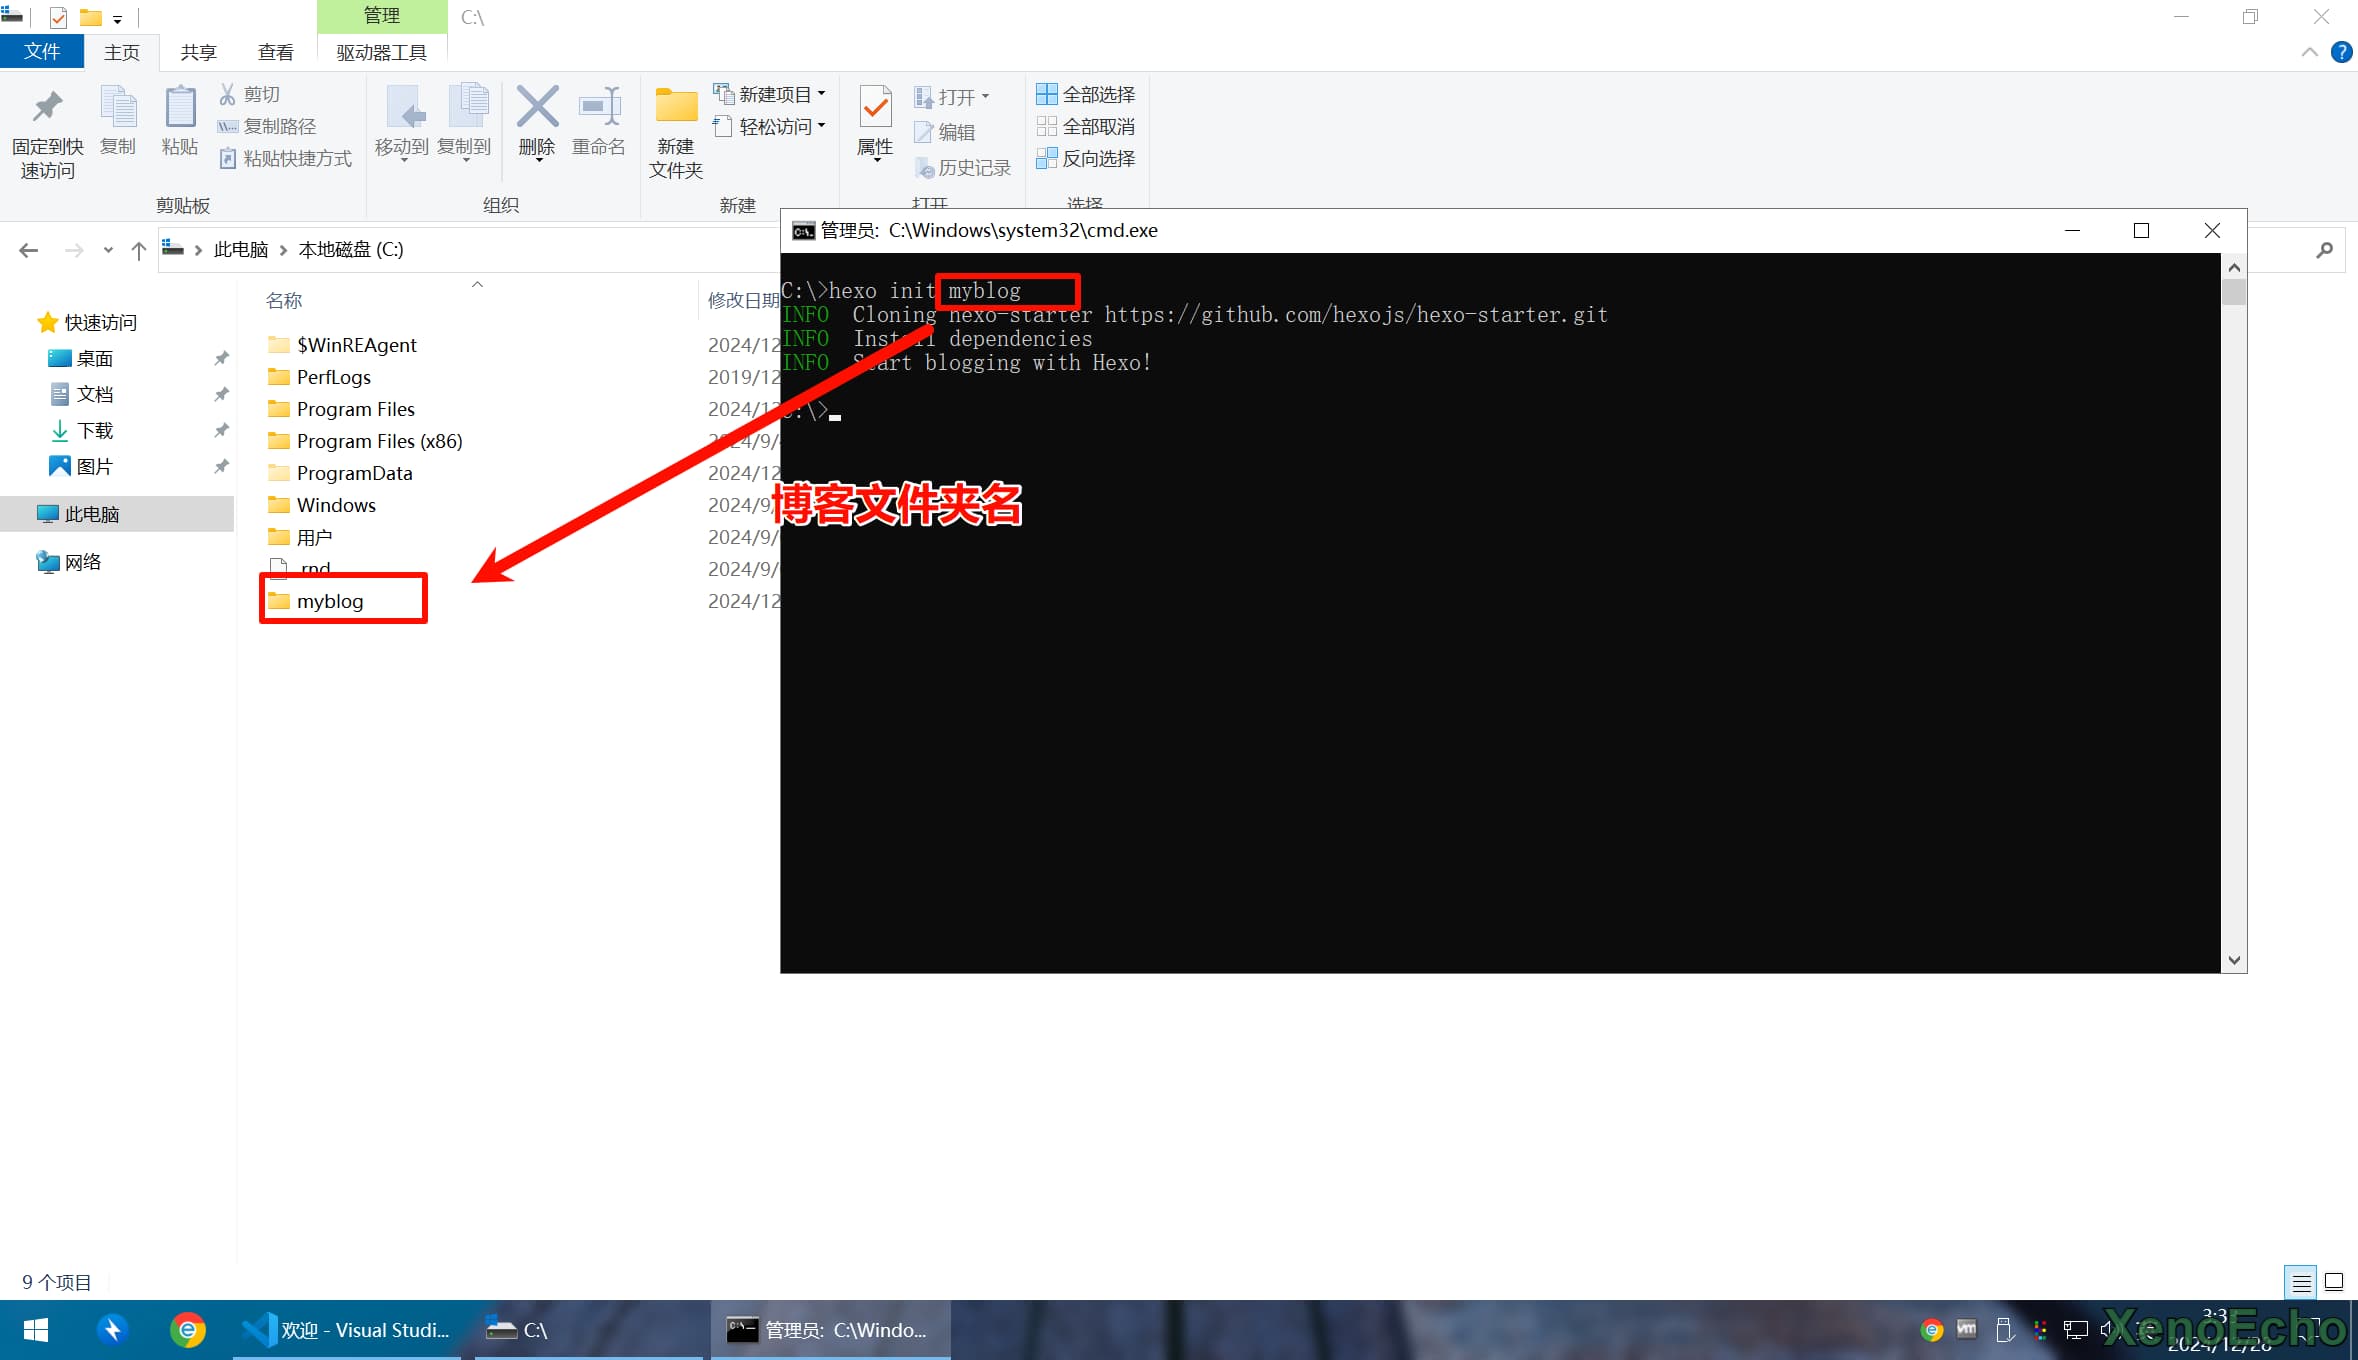 管理
C:\
文件
主页
共享
查看
驱动器工具
固定到快
速访问
复制
粘贴
剪切
复制路径
粘贴快捷方式
剪贴板
移动到
复制到
删除
重命名
组织
新建
文件夹
新建项目
轻松访问
新建
属性
打开
编辑
历史记录
打开
全部选择
全部取消
反向选择
选择
此电脑
本地磁盘 (C:)
快速访问
桌面
文档
下载
图片
此电脑
网络
名称
修改日期
$WinREAgent 2024/12
PerfLogs 2019/12
Program Files 2024/12
Program Files (x86) 2024/9/
ProgramData 2024/12
Windows 2024/9/
用户 2024/9/
.rnd 2024/9/
myblog 2024/12
管理员: C:\Windows\system32\cmd.exe
C:\>hexo init myblog
INFO  Cloning hexo-starter https://github.com/hexojs/hexo-starter.git
INFO  Install dependencies
INFO  Start blogging with Hexo!
C:\>
博客文件夹名
9 个项目
欢迎 - Visual Studi...
C:\
管理员: C:\Windo...
2024/12/28
XenoEcho